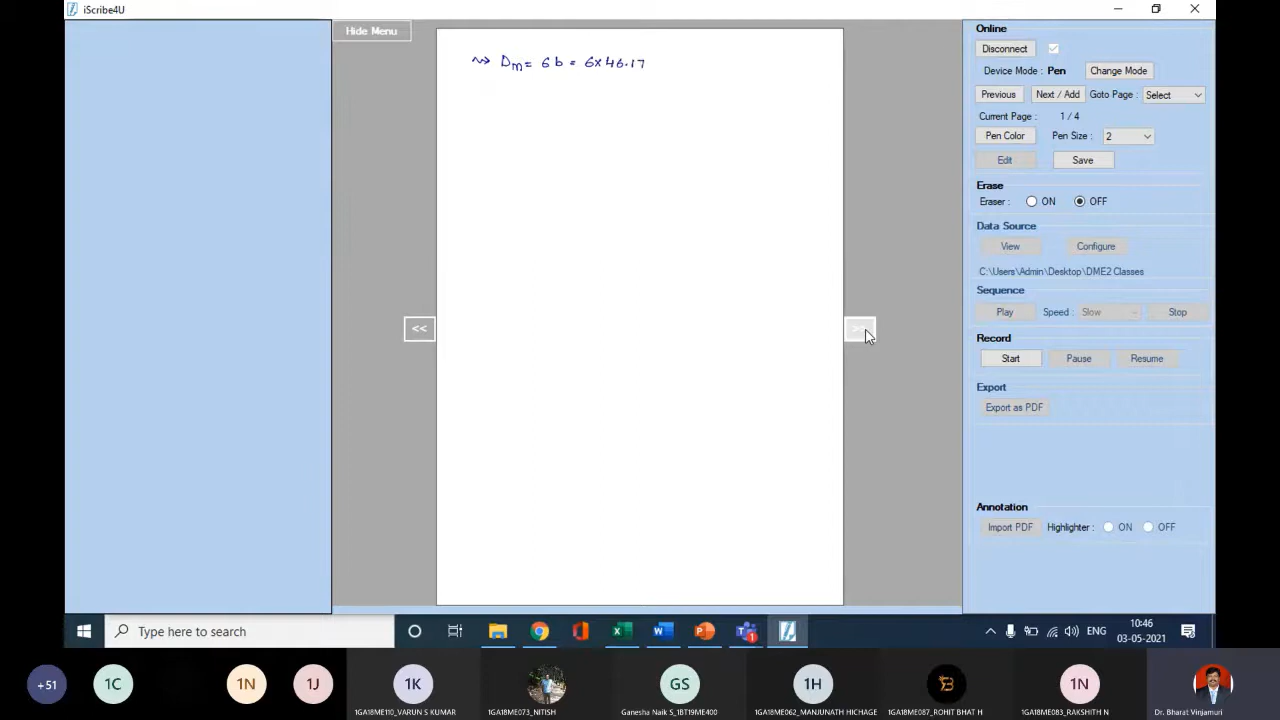 iScribe4U
Hide Menu
⇝ Dm = 6 b = 6 x 46.17
<<
>>
Online
Disconnect
Device Mode : Pen Change Mode
Previous Next / Add Goto Page : Select
Current Page : 1 / 4
Pen Color Pen Size : 2
Edit Save
Erase
Eraser : ON OFF
Data Source
View Configure
C:\Users\Admin\Desktop\DME2 Classes
Sequence
Play Speed : Slow Stop
Record
Start Pause Resume
Export
Export as PDF
Annotation
Import PDF Highlighter : ON OFF
Type here to search
1
ENG
10:46
03-05-2021
+51 1C 1N 1J 1K GS 1H B 1N
1GA18ME110_VARUN S KUMAR
1GA18ME073_NITISH
Ganesha Naik S_1BT19ME400
1GA18ME062_MANJUNATH HICHAGE
1GA18ME087_ROHIT BHAT H
1GA18ME083_RAKSHITH N
Dr. Bharat Vinjamuri